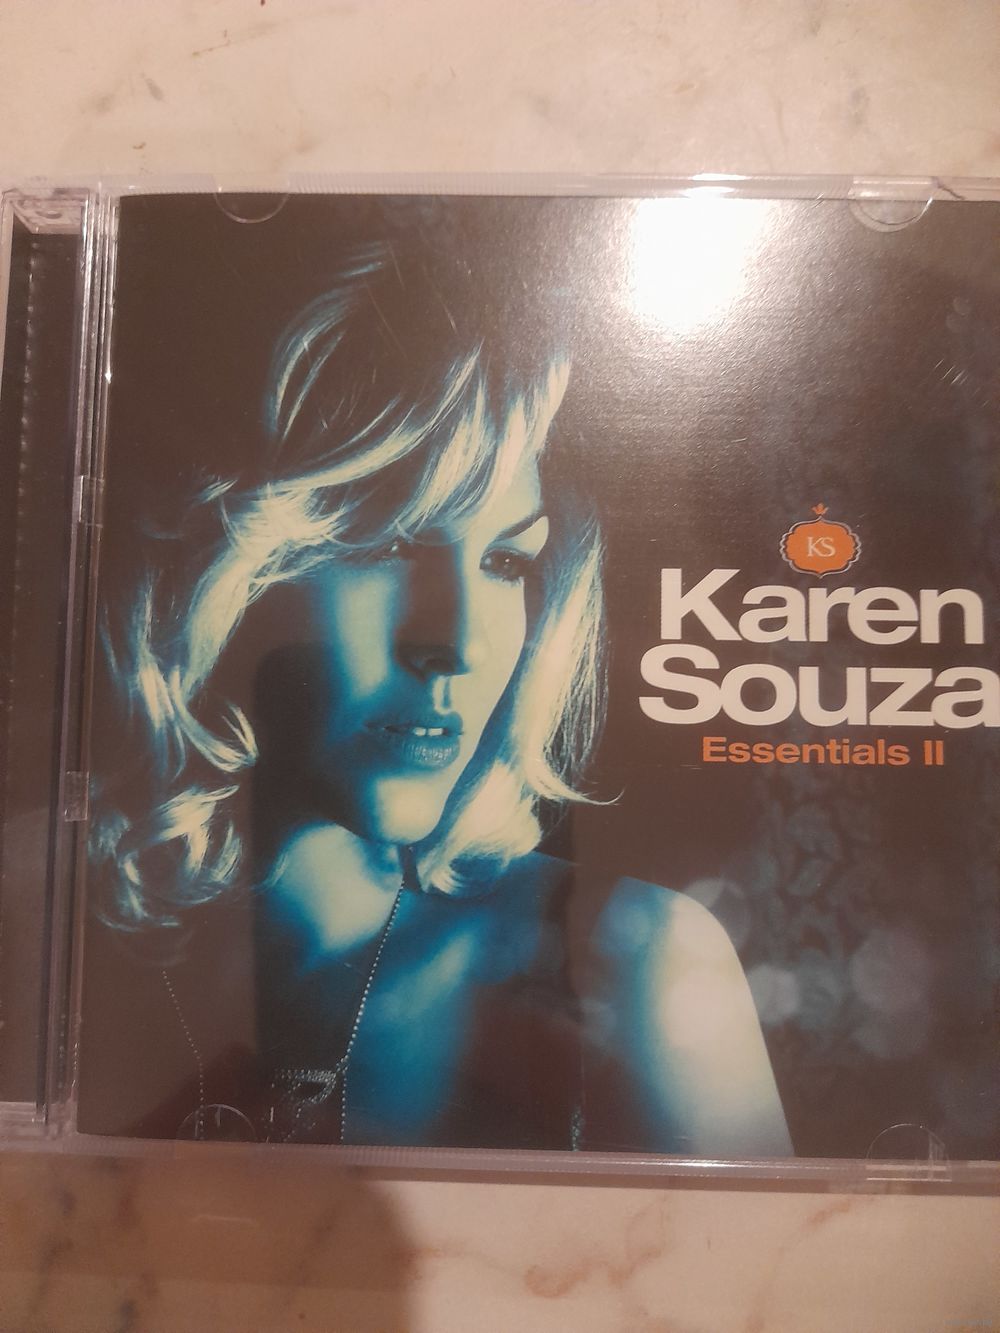 KS
Karen
Souza
Essentials II